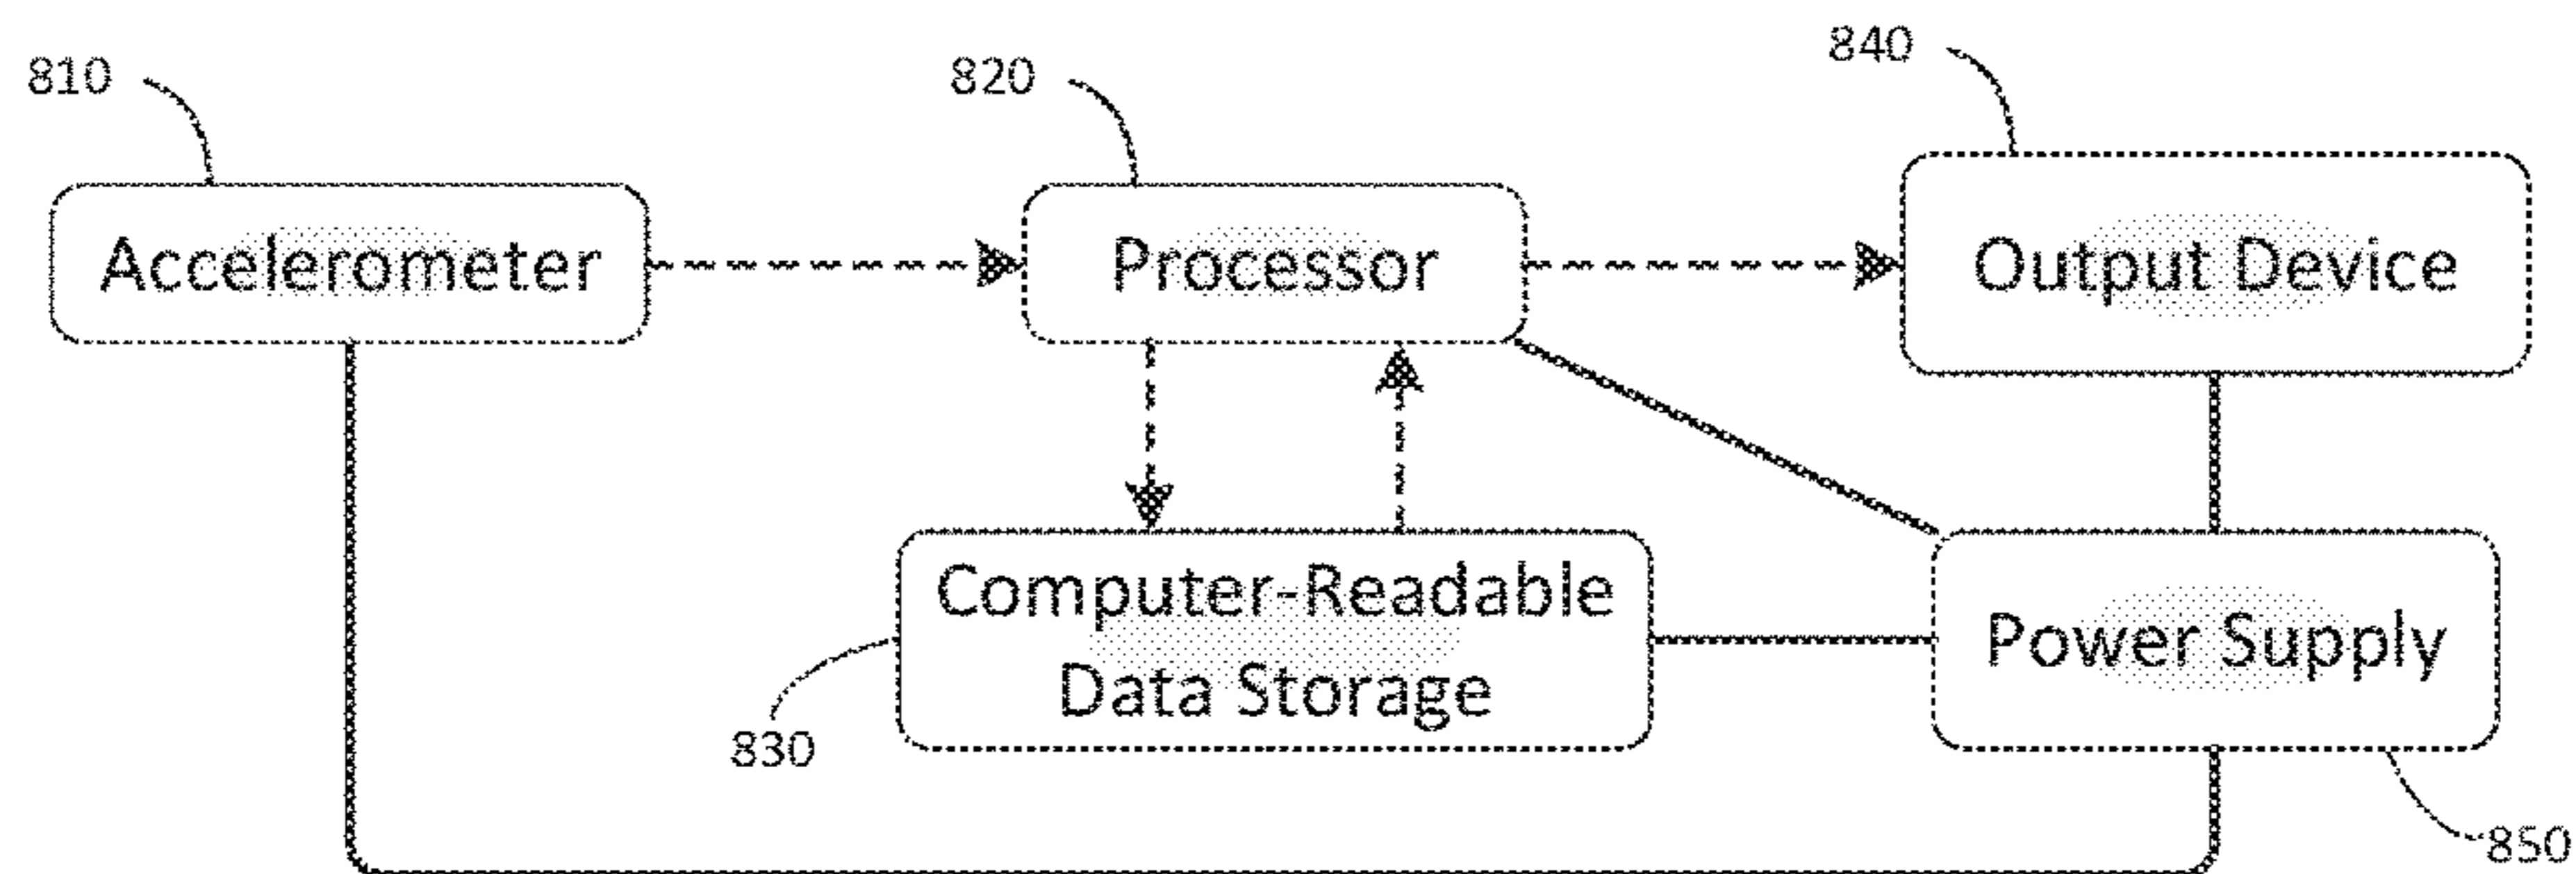 810
820
840
Accelerometer
Processor
Output Device
Computer-Readable
Data Storage
Power Supply
830
850